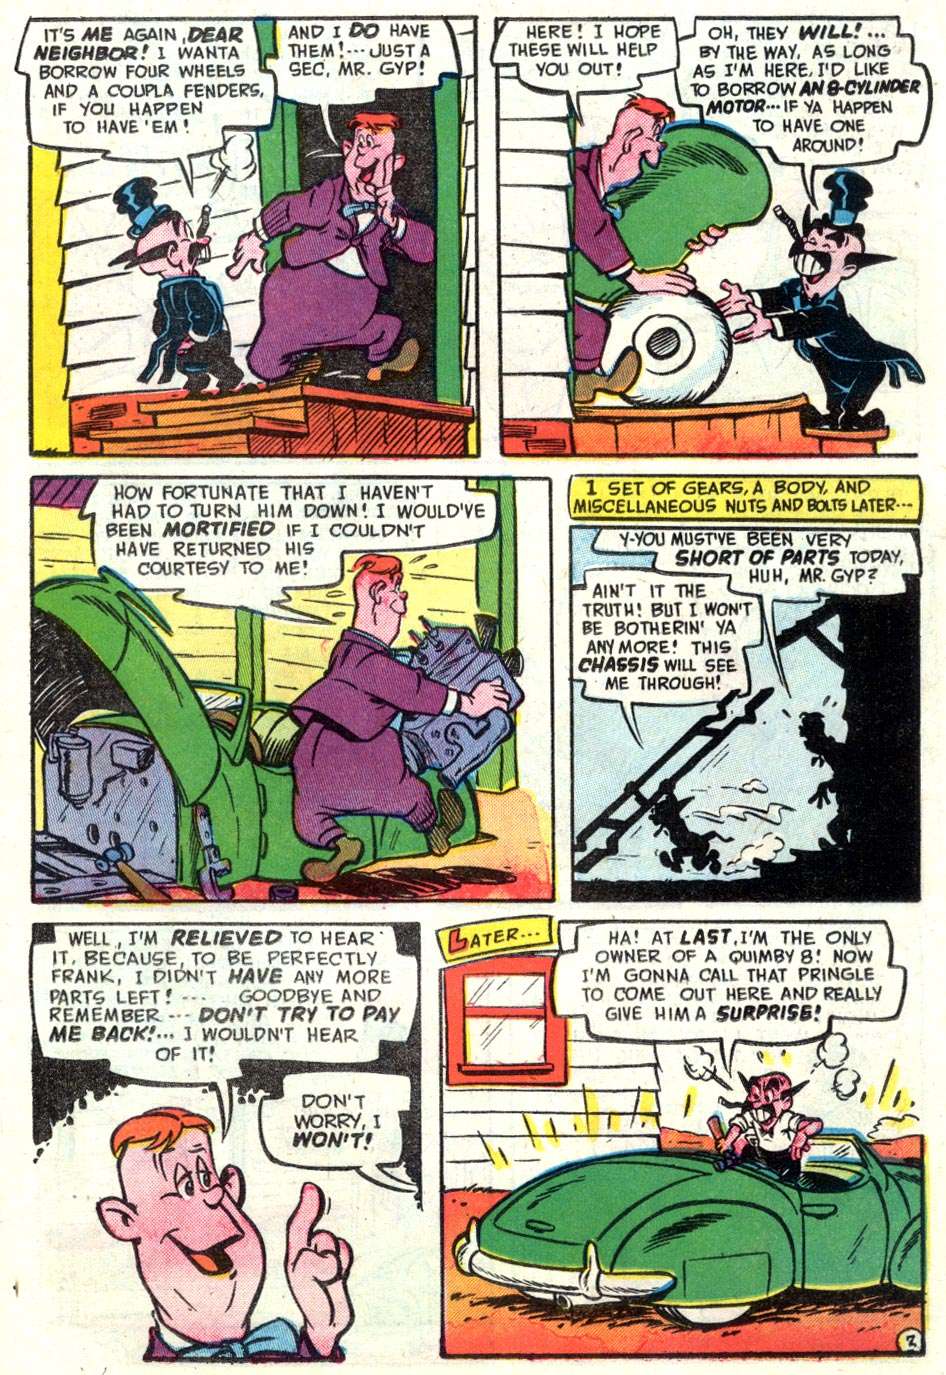 IT'S ME AGAIN, DEAR
NEIGHBOR! I WANTA
BORROW FOUR WHEELS
AND A COUPLA FENDERS,
IF YOU HAPPEN
TO HAVE 'EM!
AND I DO HAVE
THEM!--- JUST A
SEC, MR. GYP!
HERE! I HOPE
THESE WILL HELP
YOU OUT!
OH, THEY WILL!...
BY THE WAY, AS LONG
AS I'M HERE, I'D LIKE
TO BORROW AN 8-CYLINDER
MOTOR--- IF YA HAPPEN
TO HAVE ONE
AROUND!
HOW FORTUNATE THAT I HAVEN'T
HAD TO TURN HIM DOWN! I WOULD'VE
BEEN MORTIFIED IF I COULDN'T
HAVE RETURNED HIS
COURTESY TO ME!
1 SET OF GEARS, A BODY, AND
MISCELLANEOUS NUTS AND BOLTS LATER---
Y-YOU MUST'VE BEEN VERY
SHORT OF PARTS TODAY,
HUH, MR. GYP?
AIN'T IT THE
TRUTH! BUT I WON'T
BE BOTHERIN' YA
ANY MORE! THIS
CHASSIS WILL SEE
ME THROUGH!
WELL, I'M RELIEVED TO HEAR
IT, BECAUSE, TO BE PERFECTLY
FRANK, I DIDN'T HAVE ANY MORE
PARTS LEFT! --- GOODBYE AND
REMEMBER --- DON'T TRY TO PAY
ME BACK!--- I WOULDN'T HEAR
OF IT!
DON'T
WORRY, I
WON'T!
LATER---
HA! AT LAST, I'M THE ONLY
OWNER OF A QUIMBY 8! NOW
I'M GONNA CALL THAT PRINGLE
TO COME OUT HERE AND REALLY
GIVE HIM A SURPRISE!
2